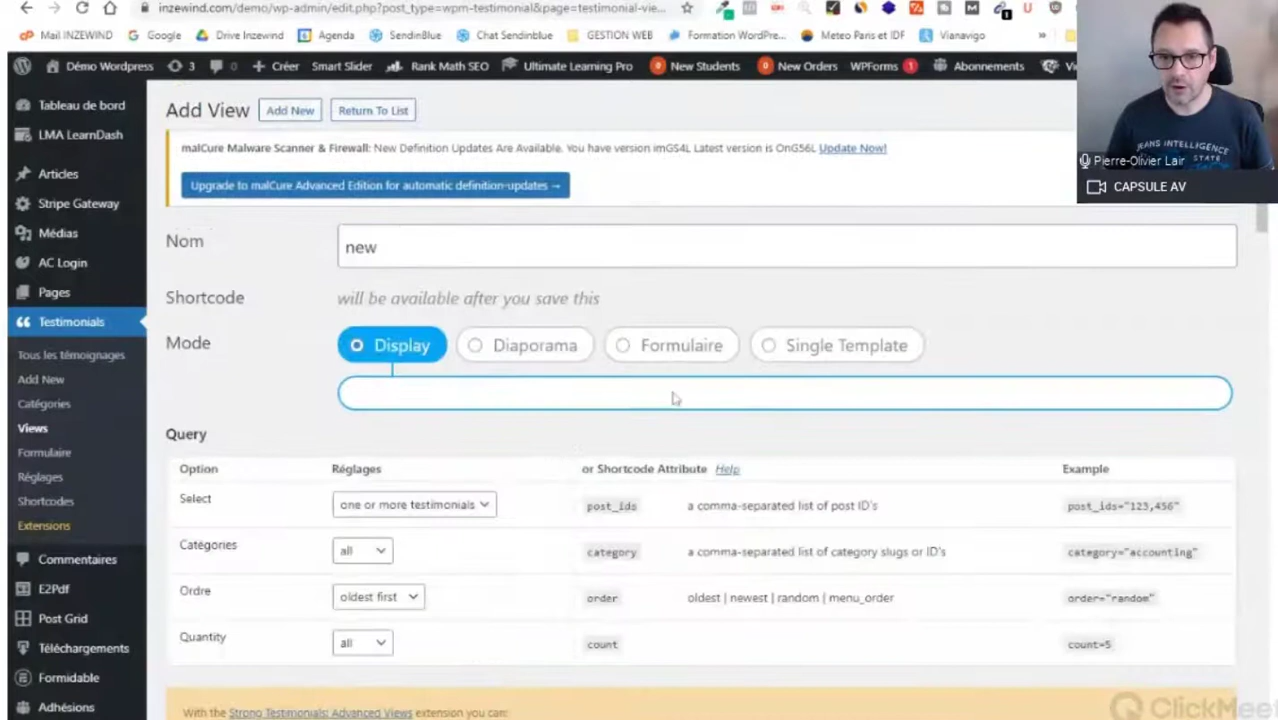 inzewind.com/demo/wp-admin/edit.php?post_type=wpm-testimonial&page=testimonial-vie...
Mail INZEWIND Google Drive Inzewind Agenda SendinBlue Chat Sendinblue GESTION WEB Formation WordPre... Meteo Paris et IDF Vianavigo »
Démo Wordpress 3 0 + Créer Smart Slider Rank Math SEO Ultimate Learning Pro 0 New Students 0 New Orders WPForms 1 Abonnements
Tableau de bord
LMA LearnDash
Articles
Stripe Gateway
Médias
AC Login
Pages
Testimonials
Tous les témoignages
Add New
Catégories
Views
Formulaire
Réglages
Shortcodes
Extensions
Commentaires
E2Pdf
Post Grid
Téléchargements
Formidable
Adhésions
Add View Add New Return To List
malCure Malware Scanner & Firewall: New Definition Updates Are Available. You have version imGS4L Latest version is OnG56L Update Now!
Upgrade to malCure Advanced Edition for automatic definition-updates →
Nom new
Shortcode will be available after you save this
Mode Display Diaporama Formulaire Single Template
Query
Option Réglages or Shortcode Attribute Help Example
Select one or more testimonials post_ids a comma-separated list of post ID's post_ids="123,456"
Catégories all category a comma-separated list of category slugs or ID's category="accounting"
Ordre oldest first order oldest | newest | random | menu_order order="random"
Quantity all count count=5
With the Strong Testimonials: Advanced Views extension you can:
JEANS INTELLIGENCE
STATE
Pierre-Olivier Lair
CAPSULE AV
ClickMeet